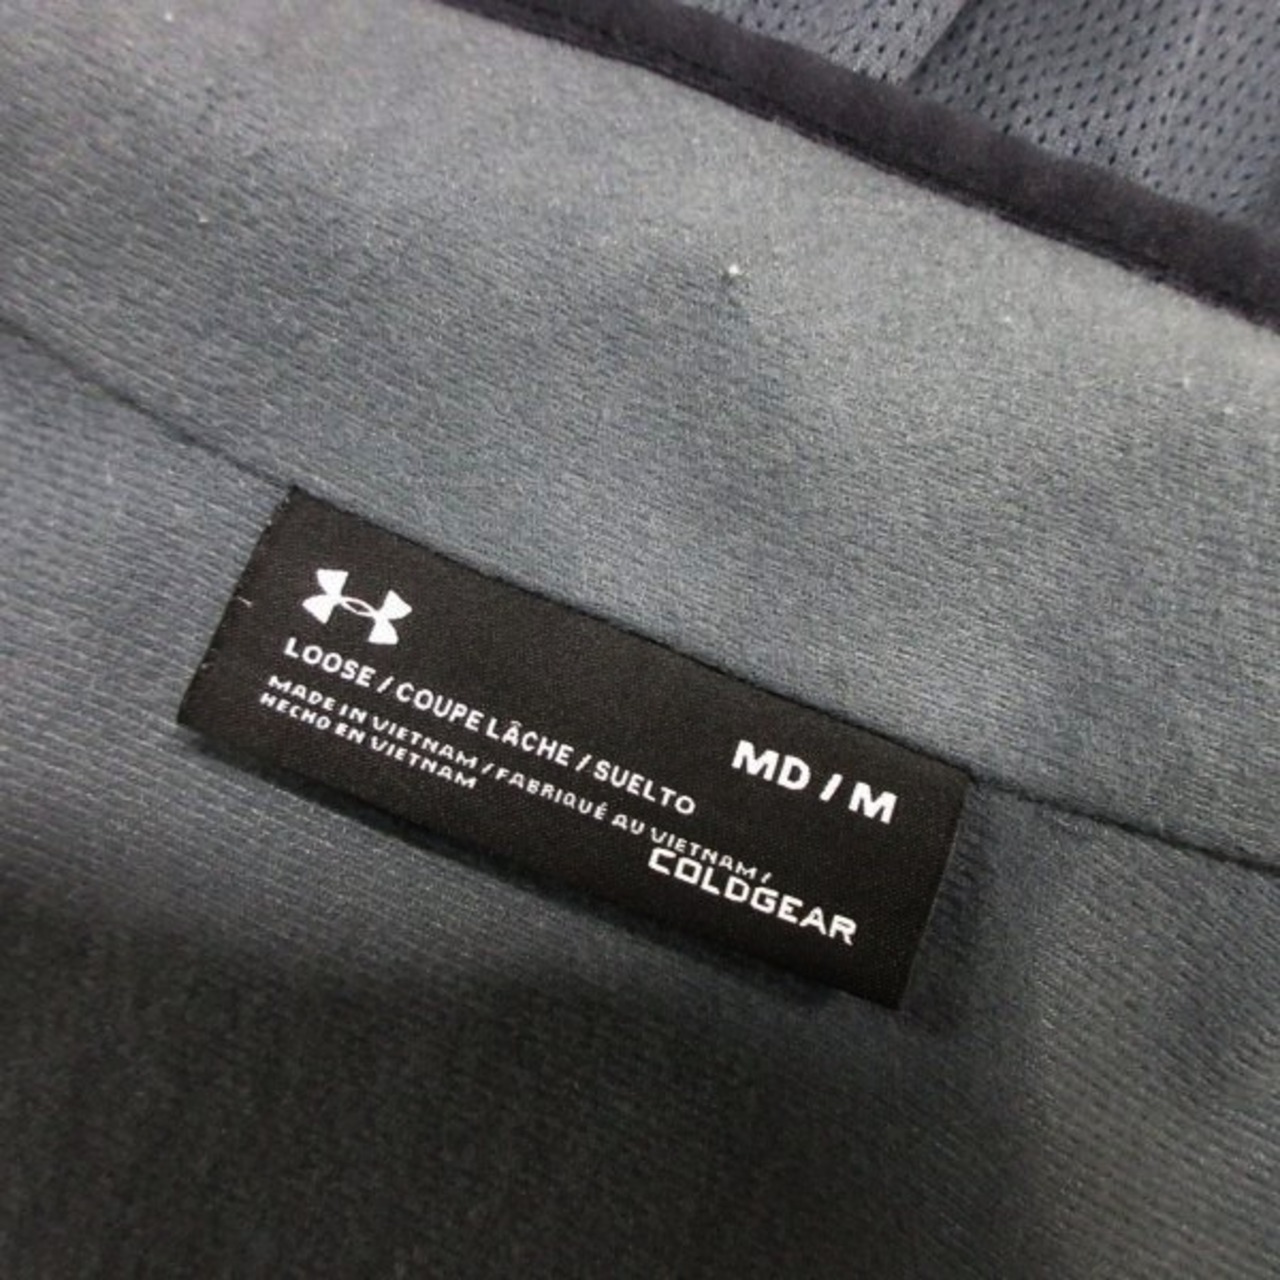 LOOSE / COUPE LÂCHE / SUELTO
MADE IN VIETNAM / FABRIQUÉ AU VIETNAM /
HECHO EN VIETNAM
MD / M
COLDGEAR